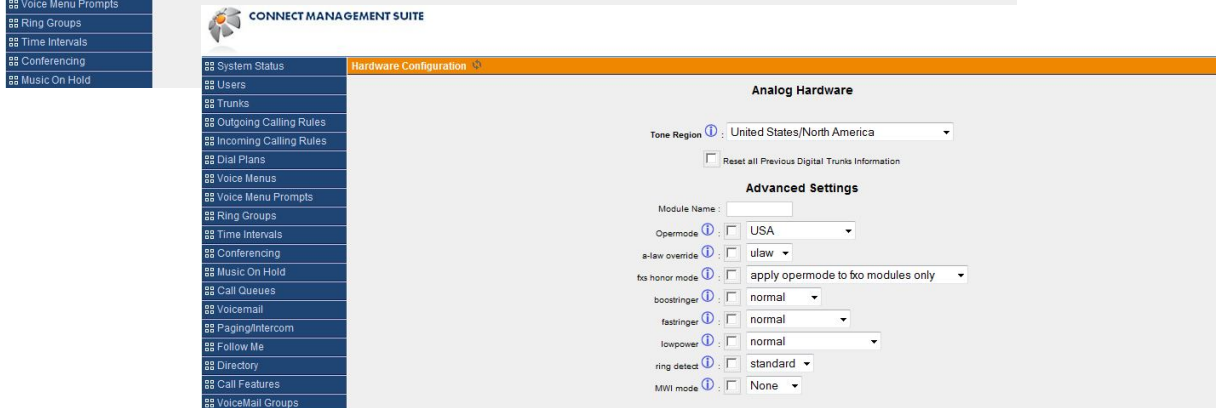 Voice Menu Prompts
Ring Groups
Time Intervals
Conferencing
Music On Hold
CONNECT MANAGEMENT SUITE
System Status
Users
Trunks
Outgoing Calling Rules
Incoming Calling Rules
Dial Plans
Voice Menus
Voice Menu Prompts
Ring Groups
Time Intervals
Conferencing
Music On Hold
Call Queues
Voicemail
Paging/Intercom
Follow Me
Directory
Call Features
VoiceMail Groups
Hardware Configuration
Analog Hardware
Tone Region : United States/North America
Reset all Previous Digital Trunks Information
Advanced Settings
Module Name :
Opermode : USA
a-law override : ulaw
fxs honor mode : apply opermode to fxo modules only
boostringer : normal
fastringer : normal
lowpower : normal
ring detect : standard
MWI mode : None